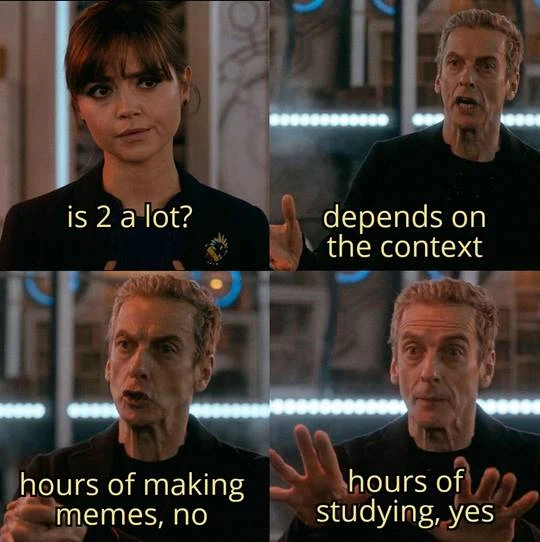 is 2 a lot?
depends on
the context
hours of making
memes, no
hours of
studying, yes